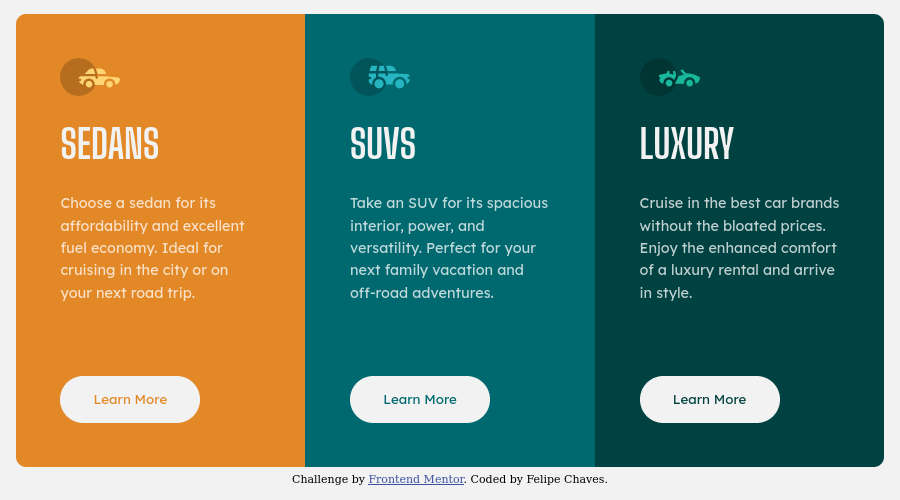 SEDANS
Choose a sedan for its
affordability and excellent
fuel economy. Ideal for
cruising in the city or on
your next road trip.
Learn More
SUVS
Take an SUV for its spacious
interior, power, and
versatility. Perfect for your
next family vacation and
off-road adventures.
Learn More
LUXURY
Cruise in the best car brands
without the bloated prices.
Enjoy the enhanced comfort
of a luxury rental and arrive
in style.
Learn More
Challenge by Frontend Mentor. Coded by Felipe Chaves.